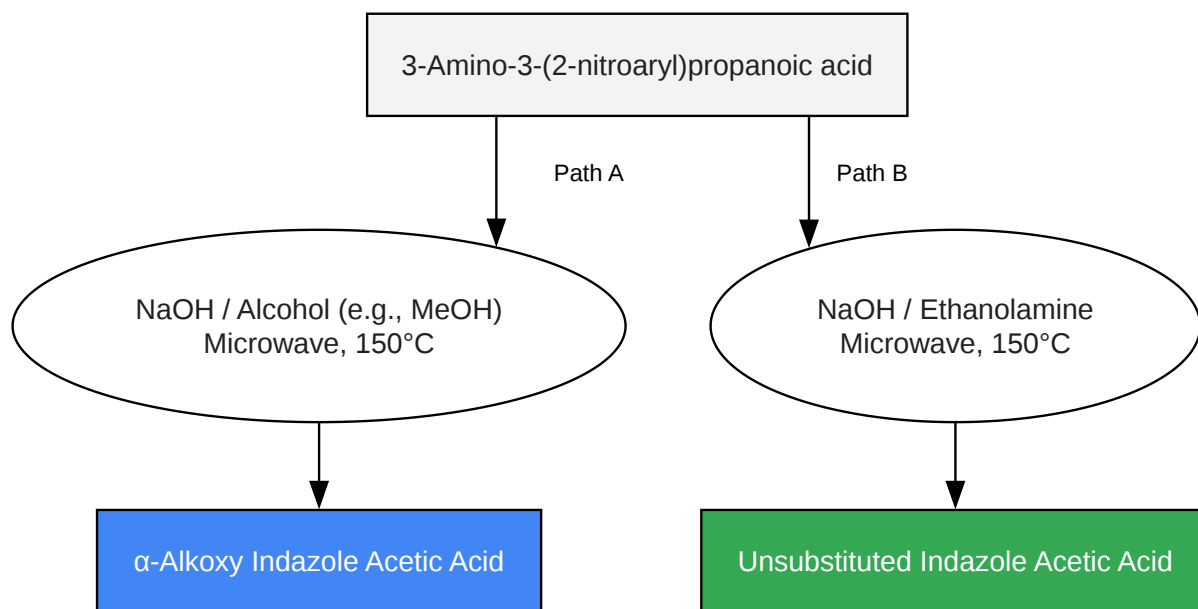 3-Amino-3-(2-nitroaryl)propanoic acid
Path A
Path B
NaOH / Alcohol (e.g., MeOH)
Microwave, 150°C
NaOH / Ethanolamine
Microwave, 150°C
α-Alkoxy Indazole Acetic Acid
Unsubstituted Indazole Acetic Acid